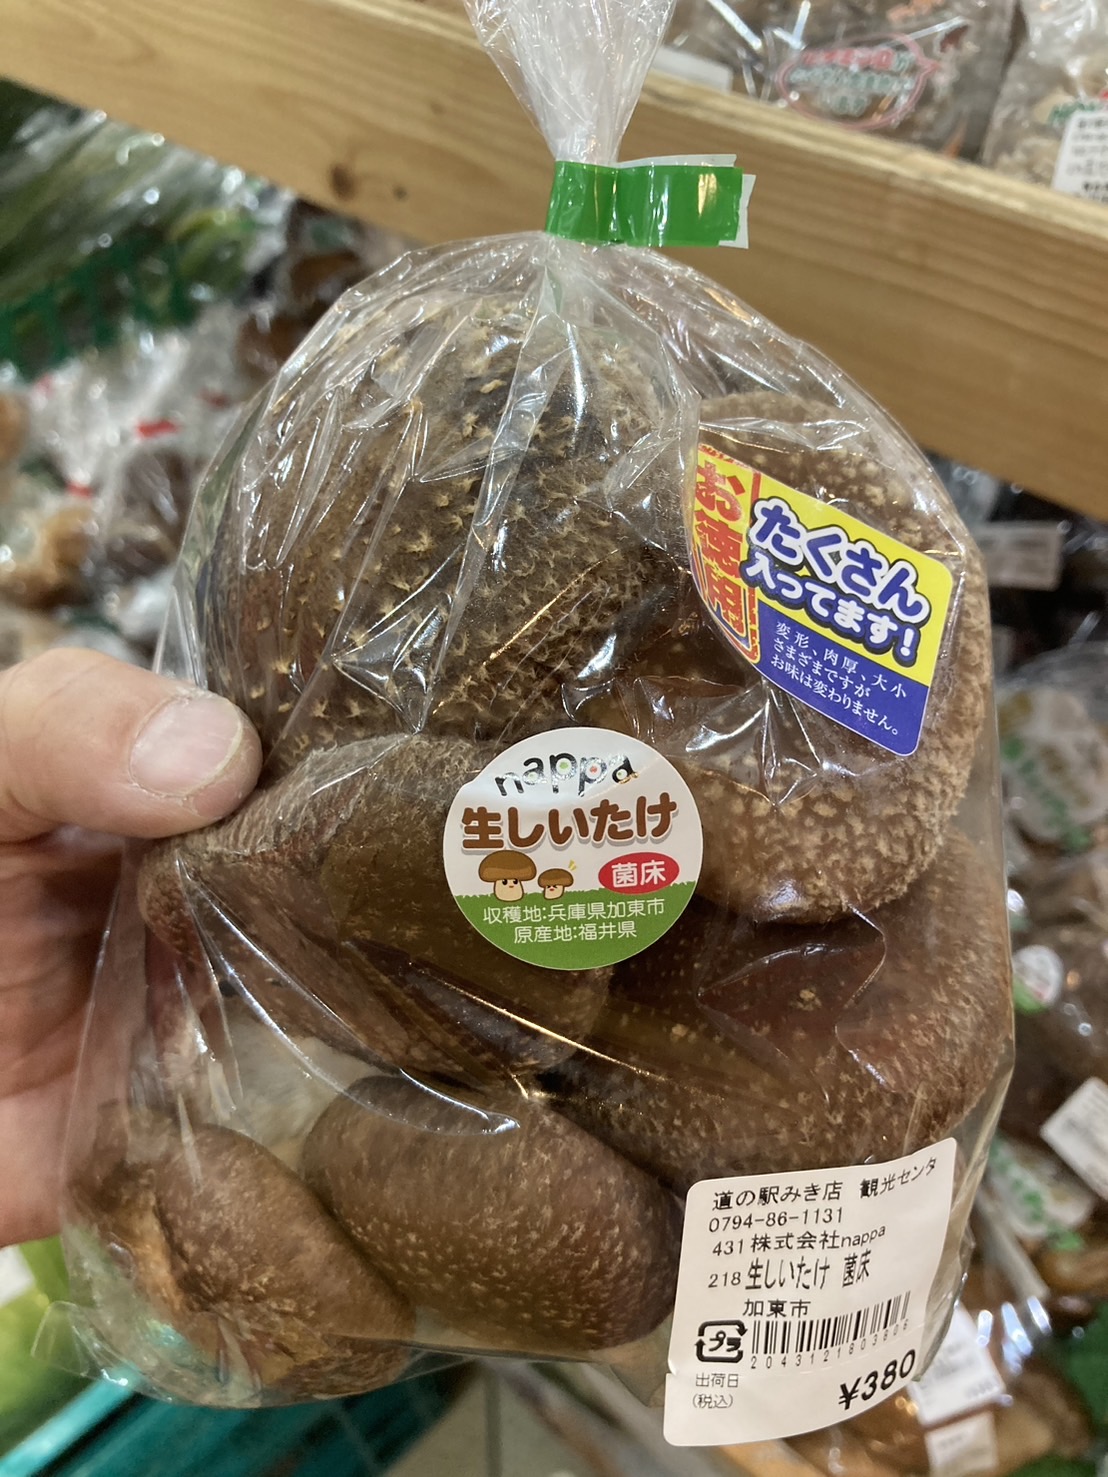 お徳用
たくさん
入ってます!
変形、肉厚、大小
さまざまですが
お味は変わりません。
nappa
生しいたけ
菌床
収穫地:兵庫県加東市
原産地:福井県
道の駅みき店 観光センタ
0794-86-1131
431 株式会社nappa
218 生しいたけ 菌床
加東市
プラ
2043121803806
出荷日
(税込)
¥380